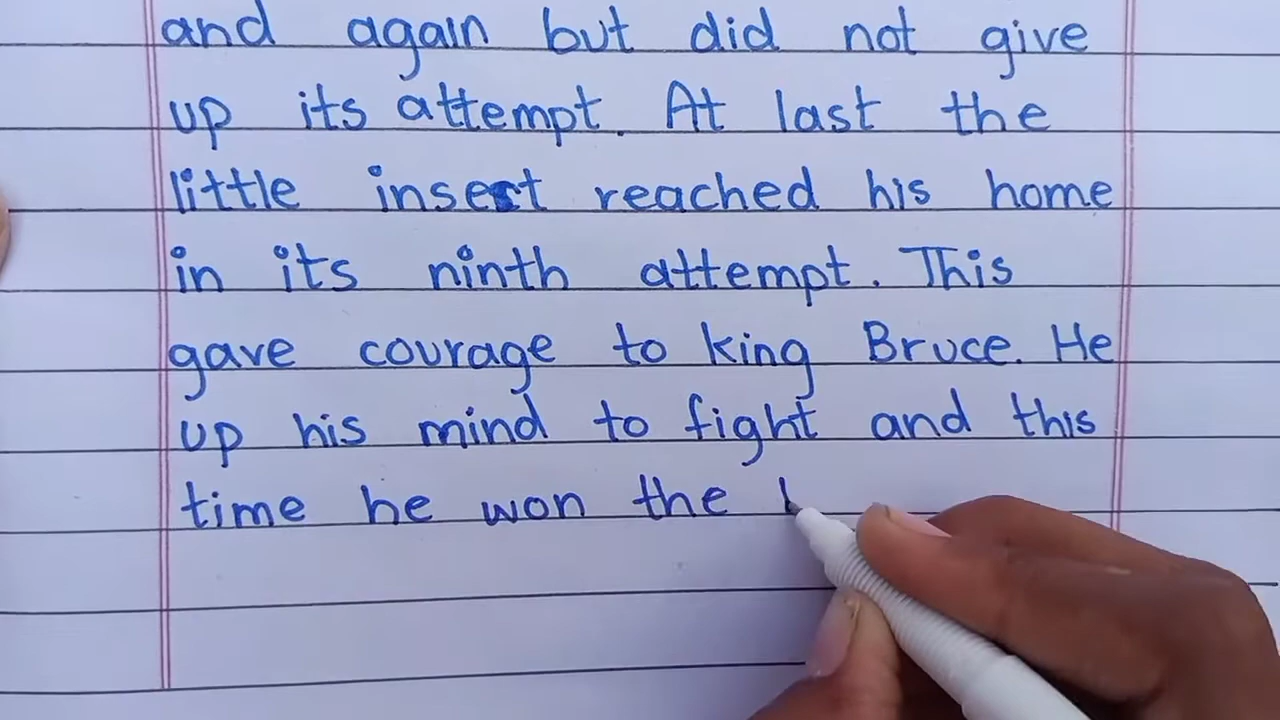 and again but did not give
up its attempt. At last the
little insect reached his home
in its ninth attempt. This
gave courage to king Bruce. He
up his mind to fight and this
time he won the